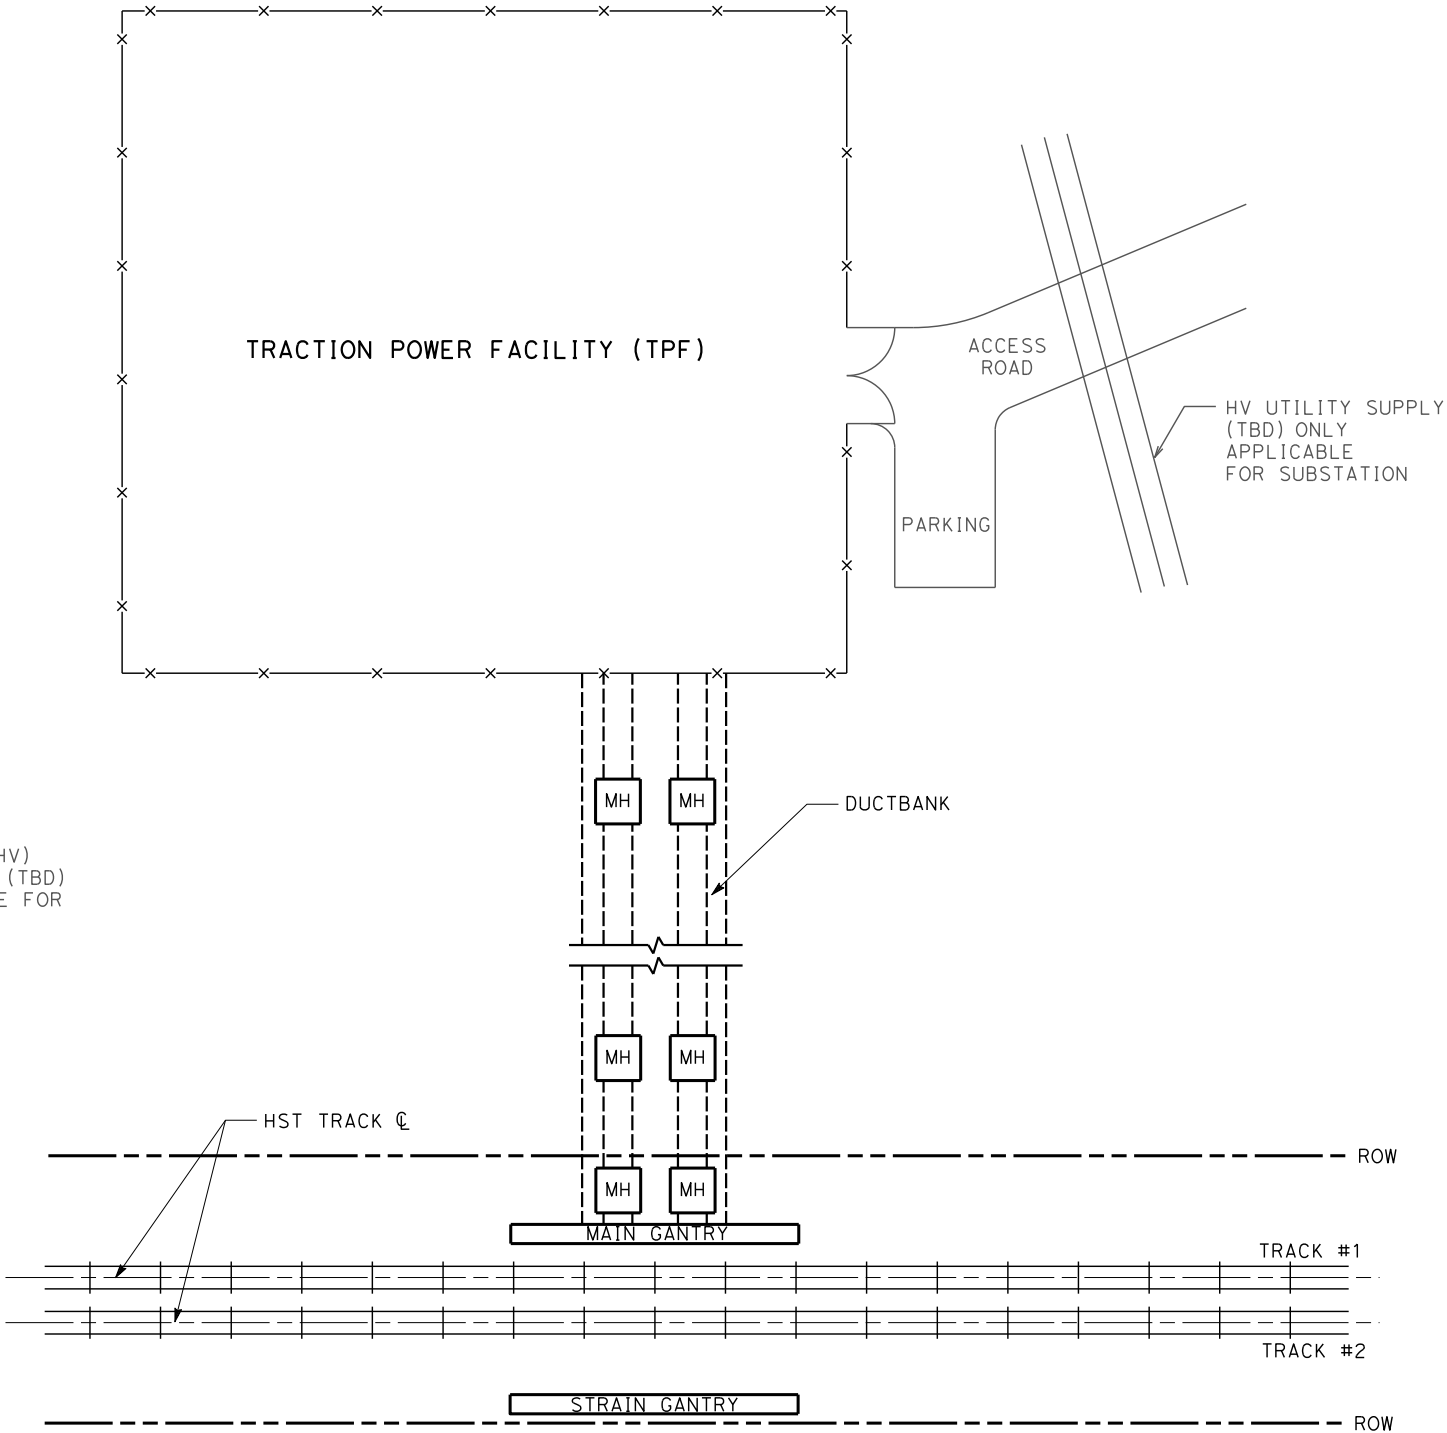 TRACTION POWER FACILITY (TPF)
ACCESS
ROAD
HV UTILITY SUPPLY
(TBD) ONLY
APPLICABLE
FOR SUBSTATION
PARKING
MH MH
DUCTBANK
HV)
(TBD)
E FOR
MH MH
HST TRACK ℄
ROW
MH MH
MAIN GANTRY
TRACK #1
TRACK #2
STRAIN GANTRY
ROW